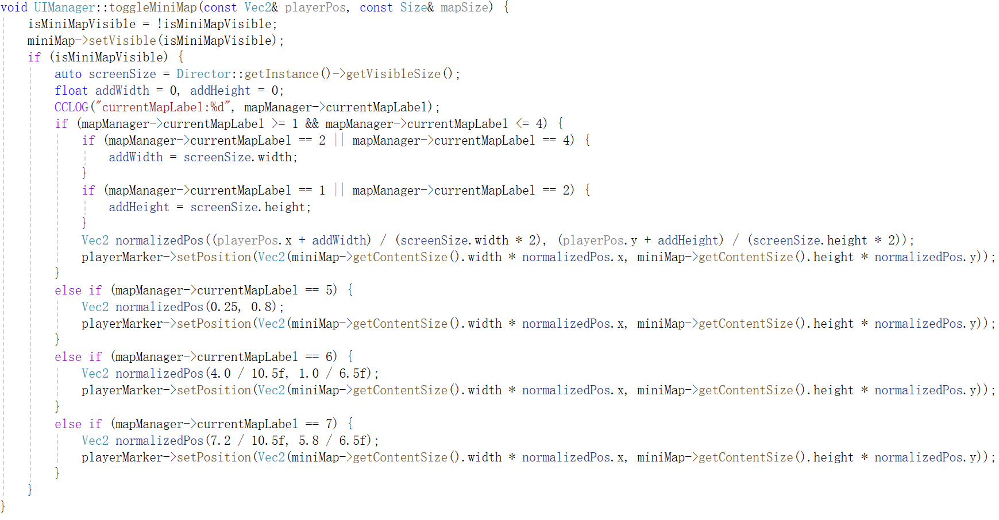 void UIManager::toggleMiniMap(const Vec2& playerPos, const Size& mapSize) {
    isMiniMapVisible = !isMiniMapVisible;
    miniMap->setVisible(isMiniMapVisible);
    if (isMiniMapVisible) {
        auto screenSize = Director::getInstance()->getVisibleSize();
        float addWidth = 0, addHeight = 0;
        CCLOG("currentMapLabel:%d", mapManager->currentMapLabel);
        if (mapManager->currentMapLabel >= 1 && mapManager->currentMapLabel <= 4) {
            if (mapManager->currentMapLabel == 2 || mapManager->currentMapLabel == 4) {
                addWidth = screenSize.width;
            }
            if (mapManager->currentMapLabel == 1 || mapManager->currentMapLabel == 2) {
                addHeight = screenSize.height;
            }
            Vec2 normalizedPos((playerPos.x + addWidth) / (screenSize.width * 2), (playerPos.y + addHeight) / (screenSize.height * 2));
            playerMarker->setPosition(Vec2(miniMap->getContentSize().width * normalizedPos.x, miniMap->getContentSize().height * normalizedPos.y));
        }
        else if (mapManager->currentMapLabel == 5) {
            Vec2 normalizedPos(0.25, 0.8);
            playerMarker->setPosition(Vec2(miniMap->getContentSize().width * normalizedPos.x, miniMap->getContentSize().height * normalizedPos.y));
        }
        else if (mapManager->currentMapLabel == 6) {
            Vec2 normalizedPos(4.0 / 10.5f, 1.0 / 6.5f);
            playerMarker->setPosition(Vec2(miniMap->getContentSize().width * normalizedPos.x, miniMap->getContentSize().height * normalizedPos.y));
        }
        else if (mapManager->currentMapLabel == 7) {
            Vec2 normalizedPos(7.2 / 10.5f, 5.8 / 6.5f);
            playerMarker->setPosition(Vec2(miniMap->getContentSize().width * normalizedPos.x, miniMap->getContentSize().height * normalizedPos.y));
        }
    }
}